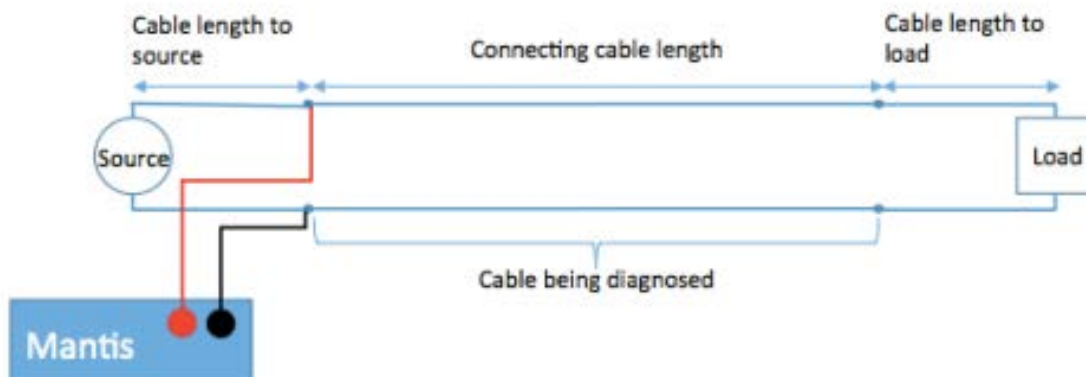 Cable length to
source
Connecting cable length
Cable length to
load
Source
Load
Cable being diagnosed
Mantis